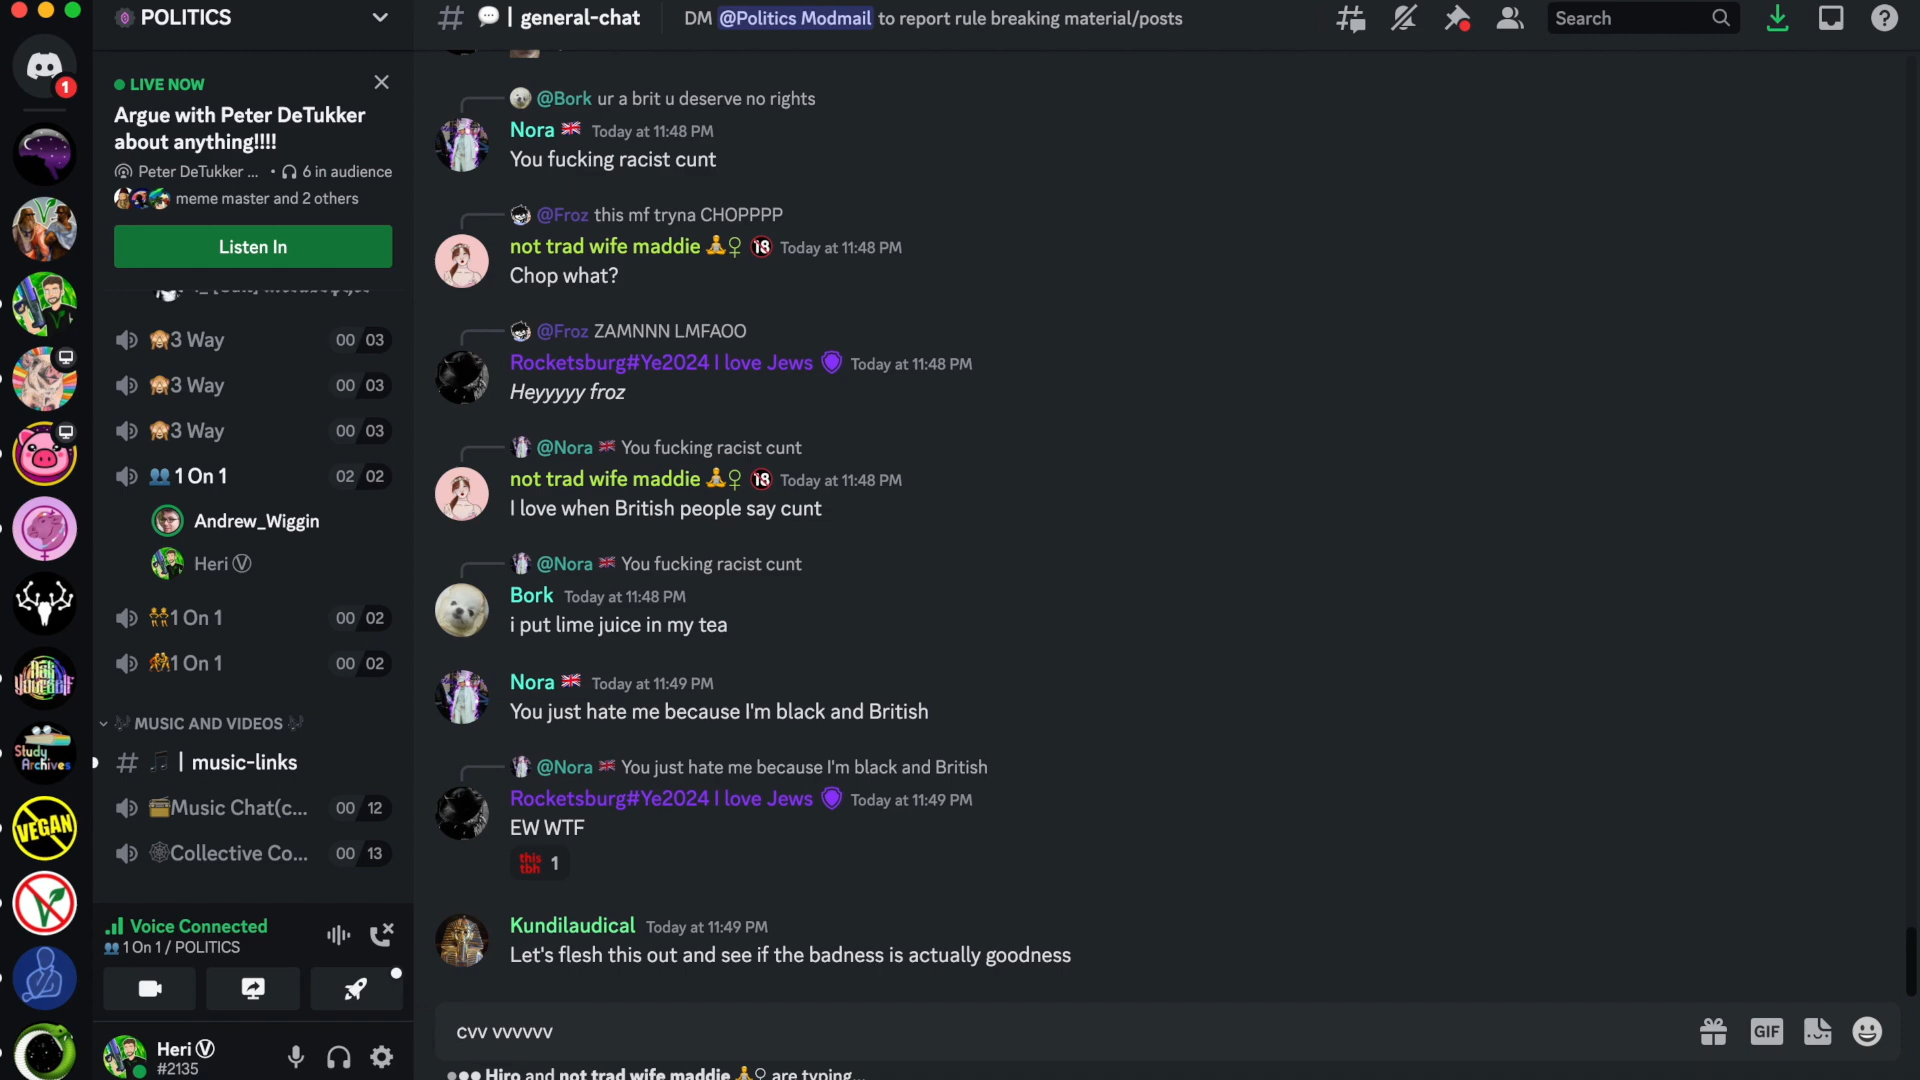 POLITICS
LIVE NOW
Argue with Peter DeTukker
about anything!!!!
Peter DeTukker ... • 6 in audience
meme master and 2 others
Listen In
3 Way 00 03
3 Way 00 03
3 Way 00 03
1 On 1 02 02
Andrew_Wiggin
Heri Ⓥ
1 On 1 00 02
1 On 1 00 02
MUSIC AND VIDEOS
| music-links
Music Chat(c... 00 12
Collective Co... 00 13
Voice Connected
1 On 1 / POLITICS
Heri Ⓥ
#2135
1
Study
Archives
VEGAN
# | general-chat DM @Politics Modmail to report rule breaking material/posts
Search
@Bork ur a brit u deserve no rights
Nora Today at 11:48 PM
You fucking racist cunt
@Froz this mf tryna CHOPPPP
not trad wife maddie 18 Today at 11:48 PM
Chop what?
@Froz ZAMNNN LMFAOO
Rocketsburg#Ye2024 I love Jews Today at 11:48 PM
Heyyyyy froz
@Nora You fucking racist cunt
not trad wife maddie 18 Today at 11:48 PM
I love when British people say cunt
@Nora You fucking racist cunt
Bork Today at 11:48 PM
i put lime juice in my tea
Nora Today at 11:49 PM
You just hate me because I'm black and British
@Nora You just hate me because I'm black and British
Rocketsburg#Ye2024 I love Jews Today at 11:49 PM
EW WTF
this tbh 1
Kundilaudical Today at 11:49 PM
Let's flesh this out and see if the badness is actually goodness
cvv vvvvvv
GIF
Hiro and not trad wife maddie are typing...